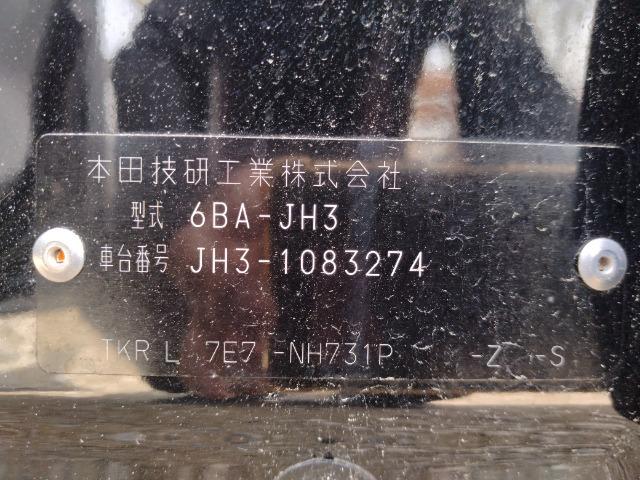 本田技研工業株式会社
型式 6BA-JH3
車台番号 JH3-1083274
TKR L 7E7 -NH731P -Z -S